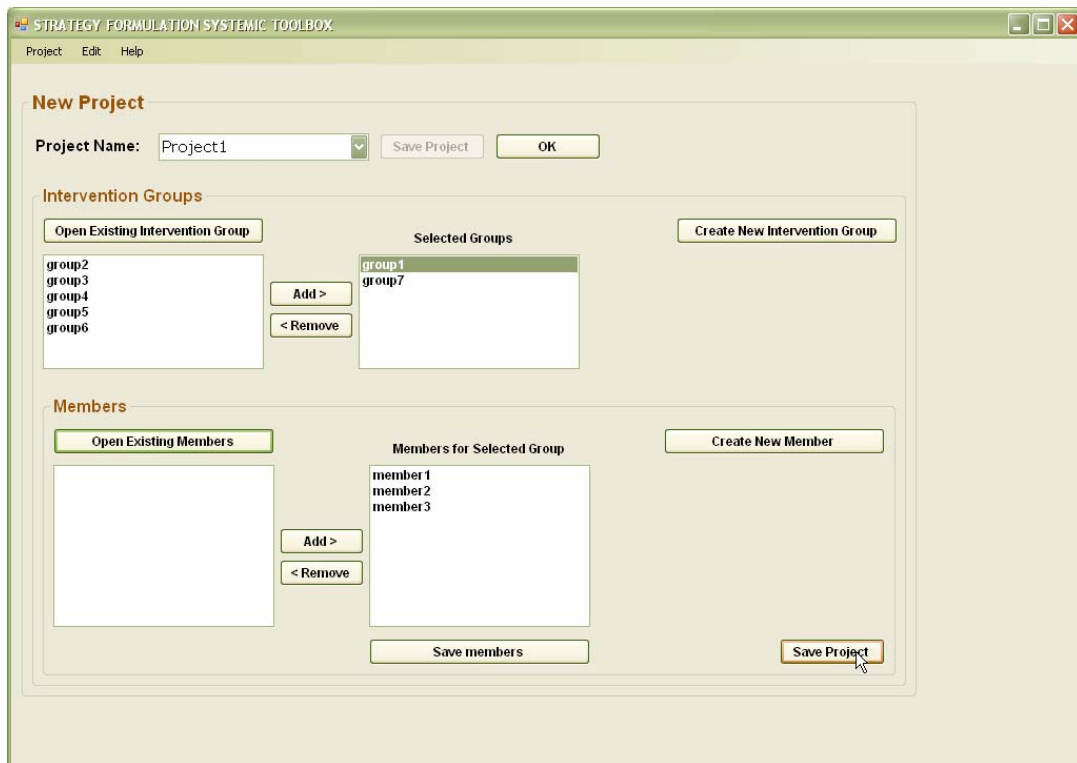 STRATEGY FORMULATION SYSTEMIC TOOLBOX
Project Edit Help
New Project
Project Name: Project1 Save Project OK
Intervention Groups
Open Existing Intervention Group Selected Groups Create New Intervention Group
group2
group3
group4
group5
group6
Add >
< Remove
group1
group7
Members
Open Existing Members Members for Selected Group Create New Member
Add >
< Remove
member1
member2
member3
Save members Save Project